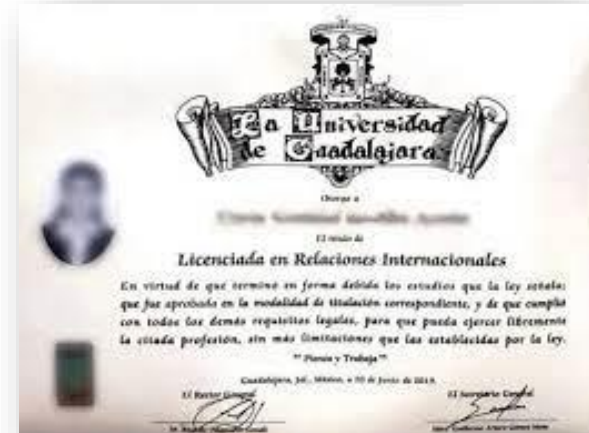 La Universidad
de Guadalajara
Otorga a
El título de
Licenciada en Relaciones Internacionales
En virtud de que terminó en forma debida los estudios que la ley señala;
que fue aprobada en la modalidad de titulación correspondiente, y de que cumplió
con todos los demás requisitos legales, para que pueda ejercer libremente
la citada profesión, sin más limitaciones que las establecidas por la ley.
"Piensa y Trabaja"
Guadalajara, Jal., México, a de Junio de
El Rector General
El Secretario General